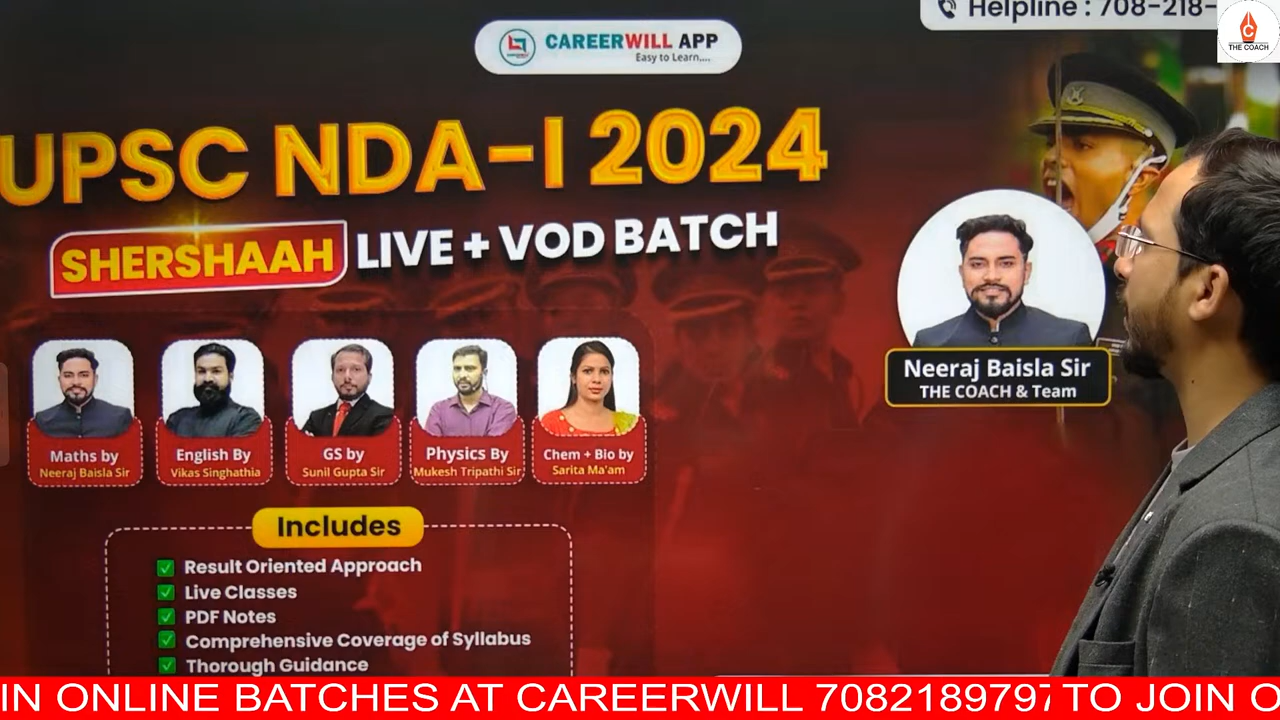 Helpline : 708-218-
THE COACH
CAREERWILL APP
Easy to Learn....
UPSC NDA-I 2024
SHERSHAAH LIVE + VOD BATCH
Neeraj Baisla Sir
THE COACH & Team
Maths by
Neeraj Baisla Sir
English By
Vikas Singhathia
GS by
Sunil Gupta Sir
Physics By
Mukesh Tripathi Sir
Chem + Bio by
Sarita Ma'am
Includes
Result Oriented Approach
Live Classes
PDF Notes
Comprehensive Coverage of Syllabus
Thorough Guidance
IN ONLINE BATCHES AT CAREERWILL 7082189797 TO JOIN O